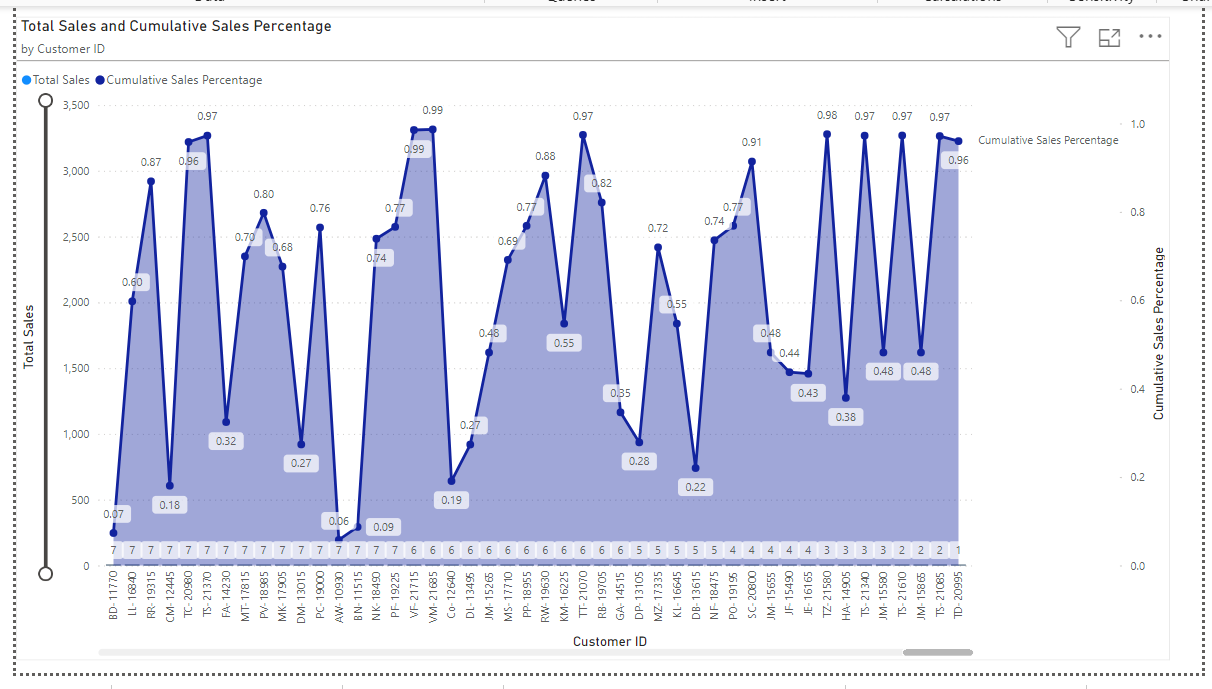 Total Sales and Cumulative Sales Percentage
by Customer ID
Total Sales Cumulative Sales Percentage
3,500
3,000
2,500
2,000
1,500
1,000
500
0
Total Sales
0.07
0.60
0.87
0.18
0.96
0.97
0.32
0.70
0.80
0.68
0.27
0.76
0.06
0.09
0.74
0.77
0.99
0.99
0.19
0.27
0.48
0.69
0.77
0.88
0.55
0.97
0.82
0.35
0.28
0.72
0.55
0.22
0.74
0.77
0.91
0.48
0.44
0.43
0.98
0.38
0.97
0.48
0.97
0.48
0.97
0.96
7 7 7 7 7 7 7 7 7 7 7 7 7 7 7 7 6 6 6 6 6 6 6 6 6 6 6 6 5 5 5 5 5 4 4 4 4 4 3 3 3 3 2 2 2 1
Cumulative Sales Percentage
1.0
0.8
0.6
0.4
0.2
0.0
Cumulative Sales Percentage
BD-11770
LL-16840
RR-19315
CM-12445
TC-20980
TS-21370
FA-14230
MT-17815
PV-18985
MK-17905
DM-13015
PC-19000
AW-10930
BN-11515
NK-18490
PF-19225
VF-21715
VM-21685
Co-12640
DL-13495
JM-15265
MS-17710
PP-18955
RW-19630
KM-16225
TT-21070
RB-19705
GA-14515
DP-13105
MZ-17335
KL-16645
DB-13615
NF-18475
PO-19195
SC-20800
JM-15655
JF-15490
JE-16165
TZ-21580
HA-14905
TS-21340
JM-15580
TS-21610
JM-15865
TS-21085
TD-20995
Customer ID